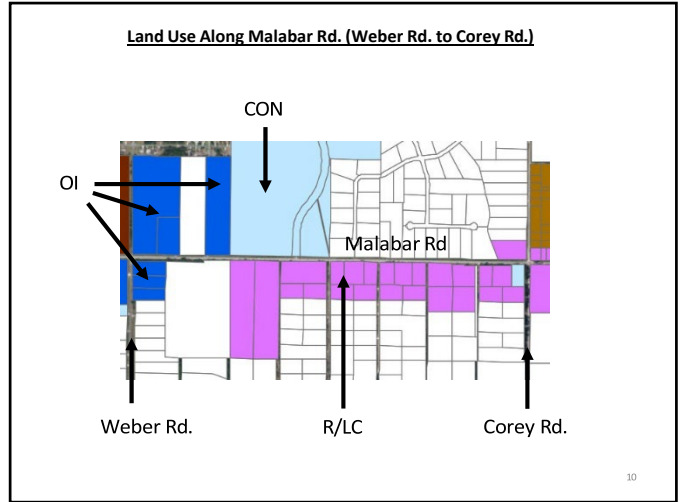 Land Use Along Malabar Rd. (Weber Rd. to Corey Rd.)
CON
OI
Malabar Rd
Weber Rd.
R/LC
Corey Rd.
10